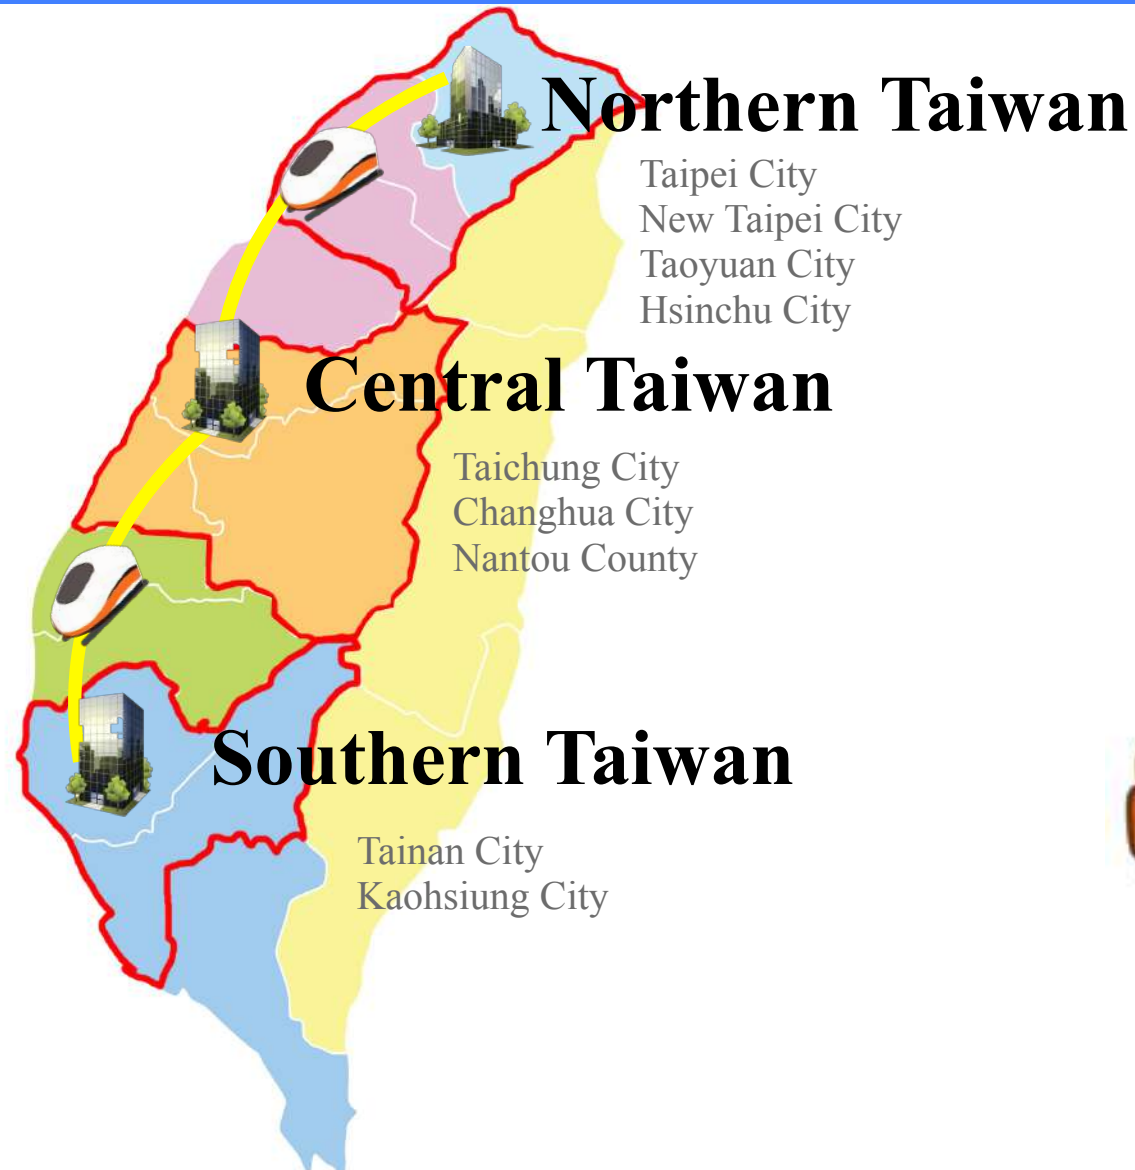 Northern Taiwan
Taipei City
New Taipei City
Taoyuan City
Hsinchu City
Central Taiwan
Taichung City
Changhua City
Nantou County
Southern Taiwan
Tainan City
Kaohsiung City